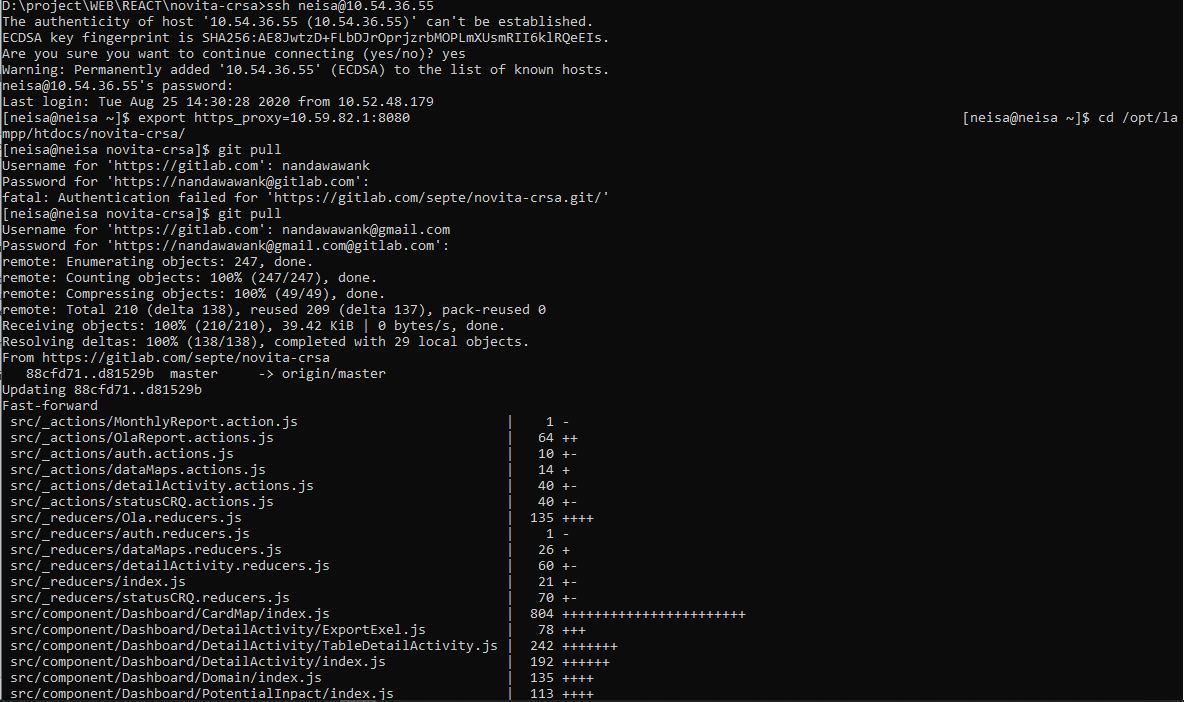 D:\project\WEB\REACT\novita-crsa>ssh neisa@10.54.36.55
The authenticity of host '10.54.36.55 (10.54.36.55)' can't be established.
ECDSA key fingerprint is SHA256:AE8JwtzD+FLbDJrOprjzrbMOPLmXUsmRII6klRQeEIs.
Are you sure you want to continue connecting (yes/no)? yes
Warning: Permanently added '10.54.36.55' (ECDSA) to the list of known hosts.
neisa@10.54.36.55's password:
Last login: Tue Aug 25 14:30:28 2020 from 10.52.48.179
[neisa@neisa ~]$ export https_proxy=10.59.82.1:8080 [neisa@neisa ~]$ cd /opt/la
mpp/htdocs/novita-crsa/
[neisa@neisa novita-crsa]$ git pull
Username for 'https://gitlab.com': nandawawank
Password for 'https://nandawawank@gitlab.com':
fatal: Authentication failed for 'https://gitlab.com/septe/novita-crsa.git/'
[neisa@neisa novita-crsa]$ git pull
Username for 'https://gitlab.com': nandawawank@gmail.com
Password for 'https://nandawawank@gmail.com@gitlab.com':
remote: Enumerating objects: 247, done.
remote: Counting objects: 100% (247/247), done.
remote: Compressing objects: 100% (49/49), done.
remote: Total 210 (delta 138), reused 209 (delta 137), pack-reused 0
Receiving objects: 100% (210/210), 39.42 KiB | 0 bytes/s, done.
Resolving deltas: 100% (138/138), completed with 29 local objects.
From https://gitlab.com/septe/novita-crsa
   88cfd71..d81529b  master     -> origin/master
Updating 88cfd71..d81529b
Fast-forward
 src/_actions/MonthlyReport.action.js | 1 -
 src/_actions/OlaReport.actions.js | 64 ++
 src/_actions/auth.actions.js | 10 +-
 src/_actions/dataMaps.actions.js | 14 +
 src/_actions/detailActivity.actions.js | 40 +-
 src/_actions/statusCRQ.actions.js | 40 +-
 src/_reducers/Ola.reducers.js | 135 ++++
 src/_reducers/auth.reducers.js | 1 -
 src/_reducers/dataMaps.reducers.js | 26 +
 src/_reducers/detailActivity.reducers.js | 60 +-
 src/_reducers/index.js | 21 +-
 src/_reducers/statusCRQ.reducers.js | 70 +-
 src/component/Dashboard/CardMap/index.js | 804 +++++++++++++++++++++++
 src/component/Dashboard/DetailActivity/ExportExel.js | 78 +++
 src/component/Dashboard/DetailActivity/TableDetailActivity.js | 242 +++++++
 src/component/Dashboard/DetailActivity/index.js | 192 ++++++
 src/component/Dashboard/Domain/index.js | 135 ++++
 src/component/Dashboard/PotentialInpact/index.js | 113 ++++